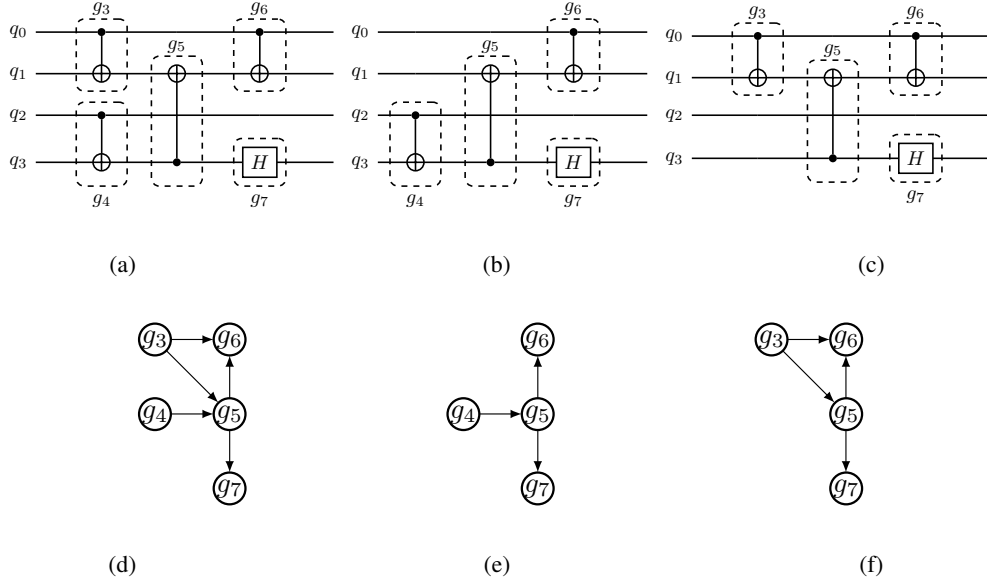 g3 g6 g6 g3 g6
q0 g5 q0 g5 q0 g5
q1 q1 q1
q2 q2 q2
q3 H q3 H q3 H
g4 g7 g4 g7 g7
(a) (b) (c)
g3 g6 g6 g3 g6
g4 g5 g4 g5 g5
g7 g7 g7
(d) (e) (f)